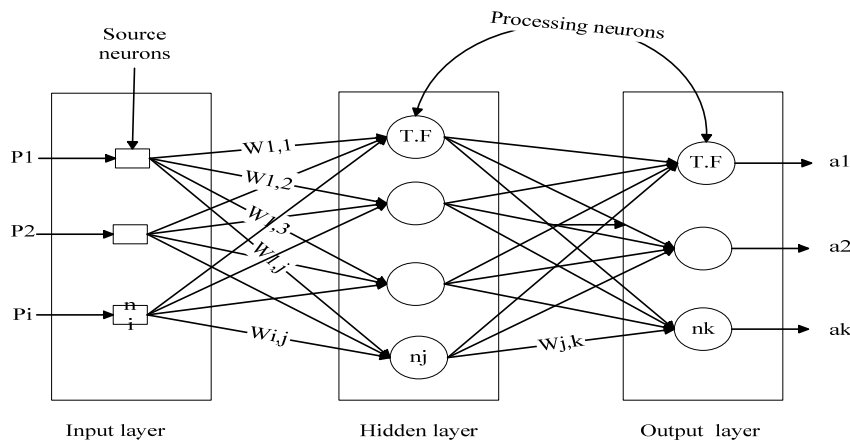 Source
neurons
Processing neurons
P1
P2
Pi
n
i
W1,1
W1,2
W1,3
W1,j
Wi,j
T.F
nj
Wj,k
T.F
nk
a1
a2
ak
Input layer
Hidden layer
Output layer